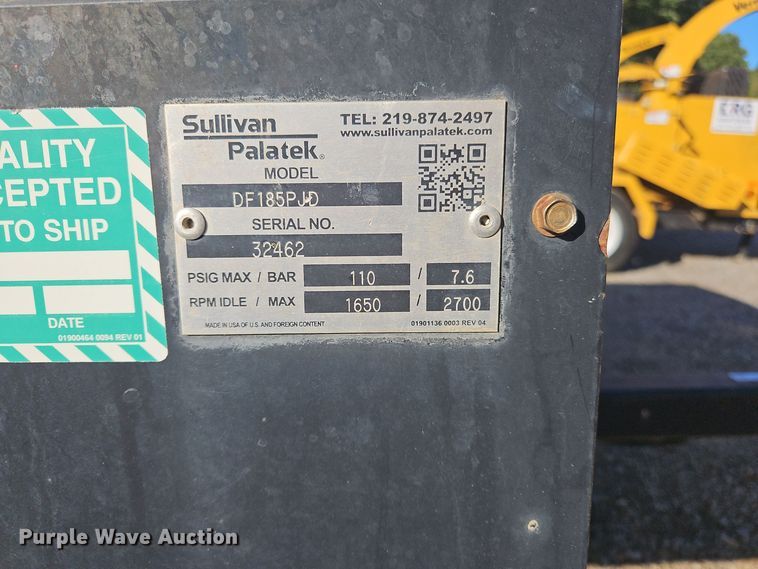 ALITY
CEPTED
TO SHIP
DATE
01900464 0094 REV 01
Sullivan
Palatek®
TEL: 219-874-2497
www.sullivanpalatek.com
MODEL
DF185PJD
SERIAL NO.
32462
PSIG MAX / BAR 110 / 7.6
RPM IDLE / MAX 1650 / 2700
MADE IN USA OF U.S. AND FOREIGN CONTENT
01901136 0003 REV 04
ERG
Purple Wave Auction